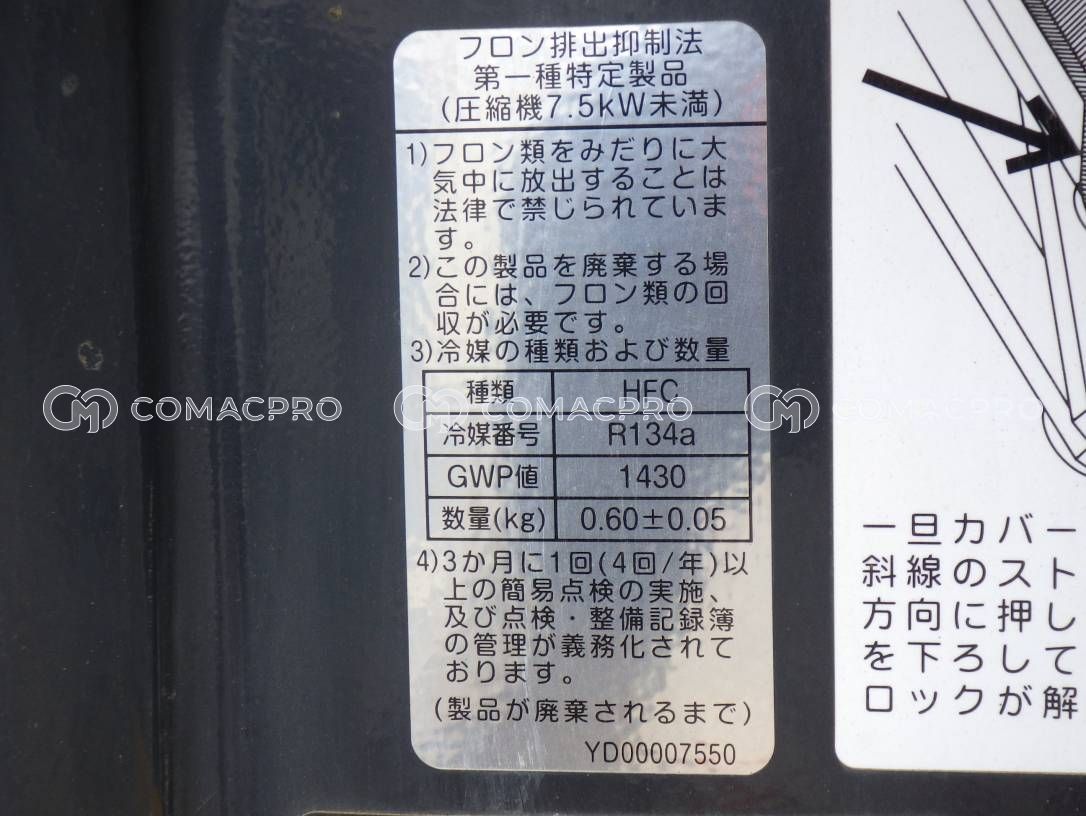 フロン排出抑制法
第一種特定製品
(圧縮機7.5kW未満)
1)フロン類をみだりに大
気中に放出することは
法律で禁じられていま
す。
2)この製品を廃棄する場
合には、フロン類の回
収が必要です。
3)冷媒の種類および数量
種類 HFC
冷媒番号 R134a
GWP値 1430
数量(kg) 0.60±0.05
4)3か月に1回(4回/年)以
上の簡易点検の実施、
及び点検・整備記録簿
の管理が義務化されて
おります。
(製品が廃棄されるまで)
YD00007550
一旦カバー
斜線のスト
方向に押し
を下ろして
ロックが解
COMACPRO
COMACPRO
COMACPRO